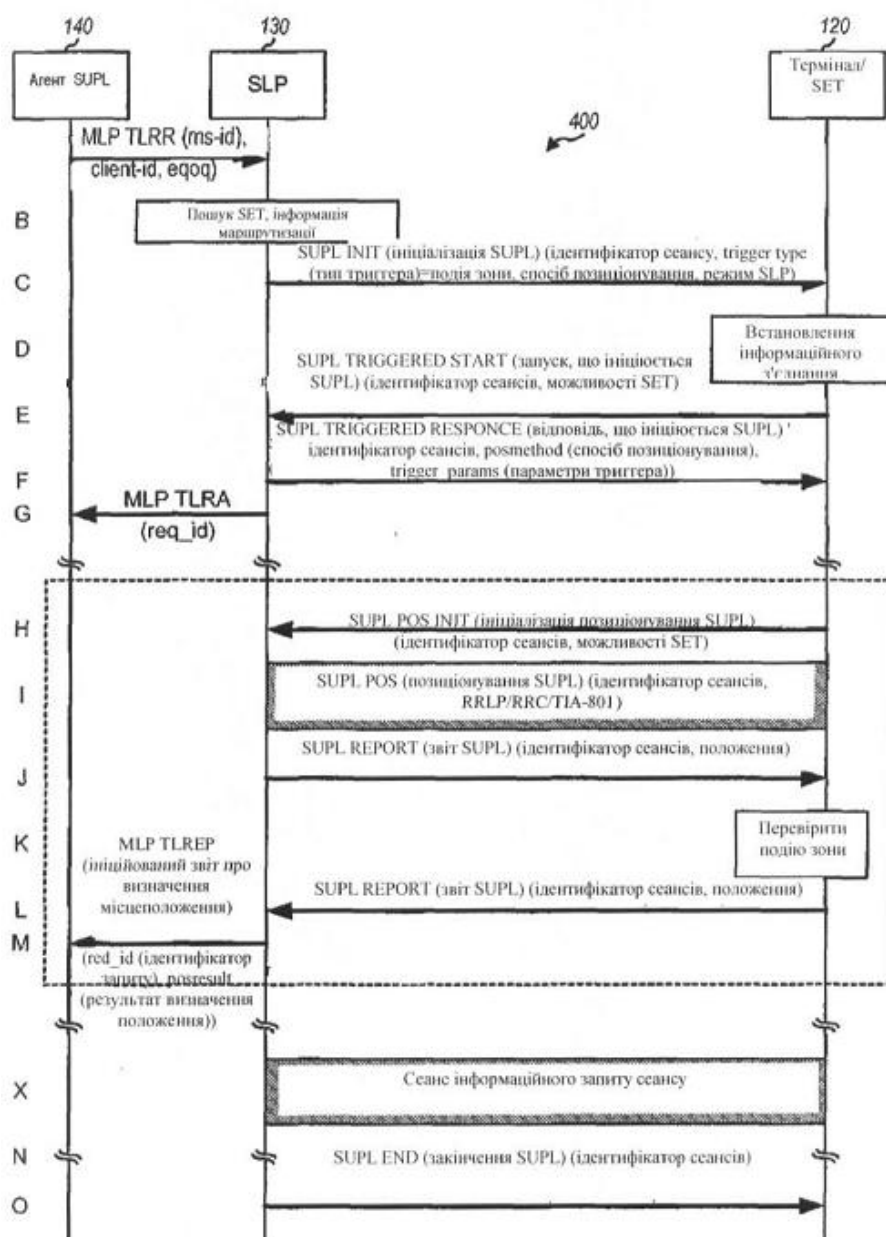 140
130
120
Агент SUPL
SLP
Термінал/
SET
400
MLP TLRR (ms-id},
client-id, eqoq)
B
Пошук SET, інформація
маршрутизації
SUPL INIT (ініціалізація SUPL) (ідентифікатор сеансу, trigger type
(тип триггера)=подія зони, спосіб позиціонування, режим SLP)
C
Встановлення
інформаційного
з'єднання
D
SUPL TRIGGERED START (запуск, що ініціюється
SUPL) (ідентифікатор сеансів, можливості SET)
E
SUPL TRIGGERED RESPONCE (відповідь, що ініціюється SUPL) '
ідентифікатор сеансів, posmethod (спосіб позиціонування),
trigger_params (параметри триггера))
F
MLP TLRA
G
(req_id)
H
SUPL POS INIT (ініціалізація позиціонування SUPL)
(ідентифікатор сеансів, можливості SET)
I
SUPL POS (позиціонування SUPL) (ідентифікатор сеансів,
RRLP/RRC/TIA-801)
SUPL REPORT (звіт SUPL) (ідентифікатор сеансів, положення)
J
K
Перевірити
подію зони
MLP TLREP
(ініційований звіт про
визначення
місцеположення)
SUPL REPORT (звіт SUPL) (ідентифікатор сеансів, положення)
L
M
(red_id (ідентифікатор
запиту), posresult
(результат визначення
положення))
X
Сеанс інформаційного запиту сеансу
N
SUPL END (закінчення SUPL) (ідентифікатор сеансів)
O